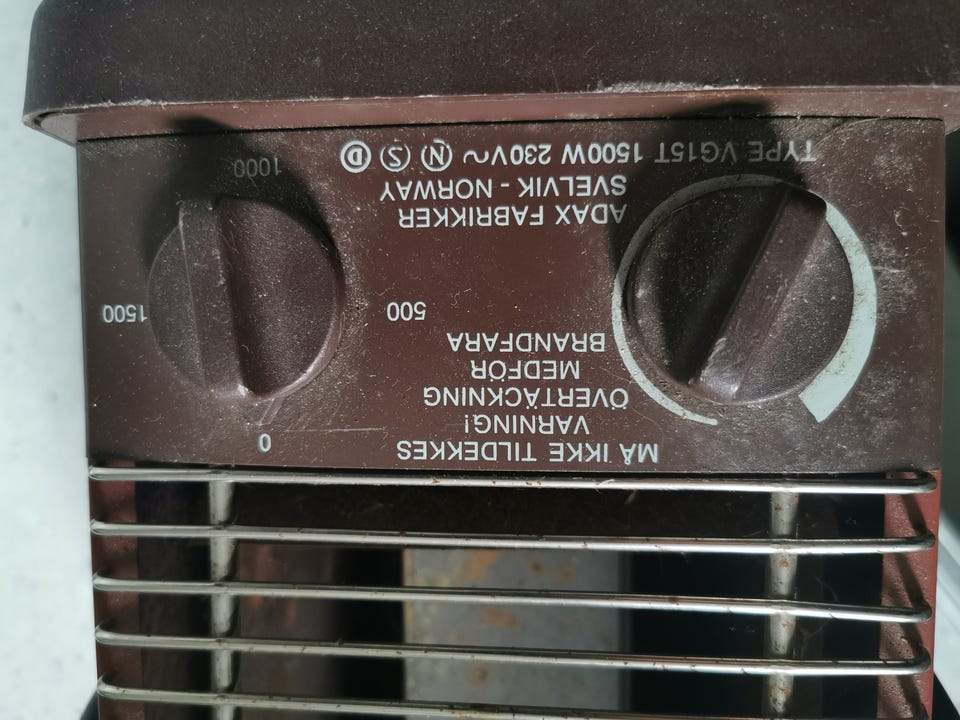 MÅ IKKE TILDEKKES
0
VARNING!
ÖVERTÄCKNING
MEDFÖR
BRANDFARA
500
1500
ADAX FABRIKKER
SVELVIK - NORWAY
1000
TYPE VG15T 1500W 230V~ N S D